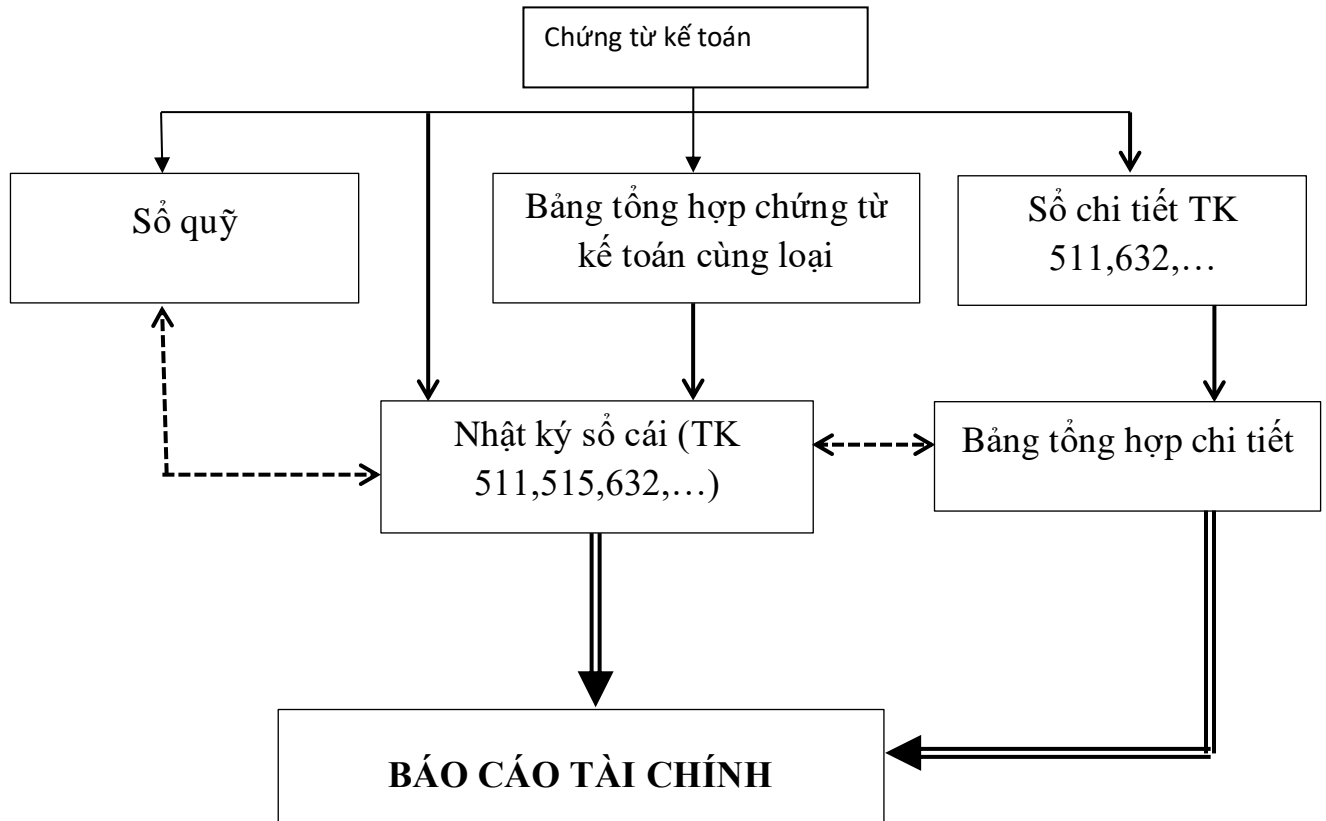 Chứng từ kế toán
Sổ quỹ
Bảng tổng hợp chứng từ
kế toán cùng loại
Sổ chi tiết TK
511,632,…
Nhật ký sổ cái (TK
511,515,632,…)
Bảng tổng hợp chi tiết
BÁO CÁO TÀI CHÍNH